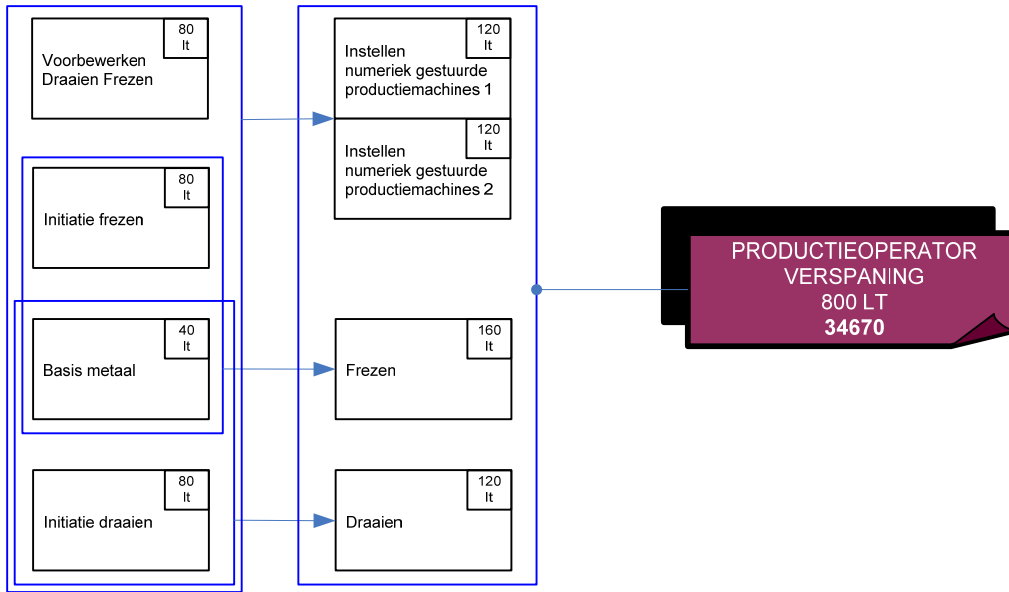 80
lt
Voorbewerken
Draaien Frezen
80
lt
Initiatie frezen
40
lt
Basis metaal
80
lt
Initiatie draaien
120
lt
Instellen
numeriek gestuurde
productiemachines 1
120
lt
Instellen
numeriek gestuurde
productiemachines 2
160
lt
Frezen
120
lt
Draaien
PRODUCTIEOPERATOR
VERSPANING
800 LT
34670